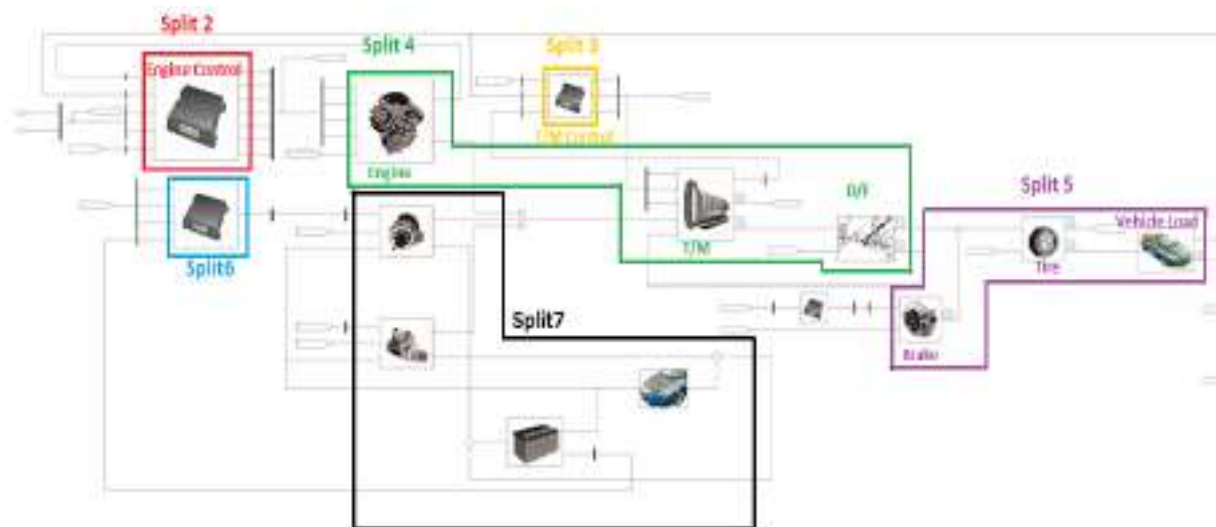 Split 2
Split 4
Split 3
Engine Control
T/M Control
Engine
D/F
Split 5
T/M
Vehicle Load
Tire
Split6
Split7
Brake